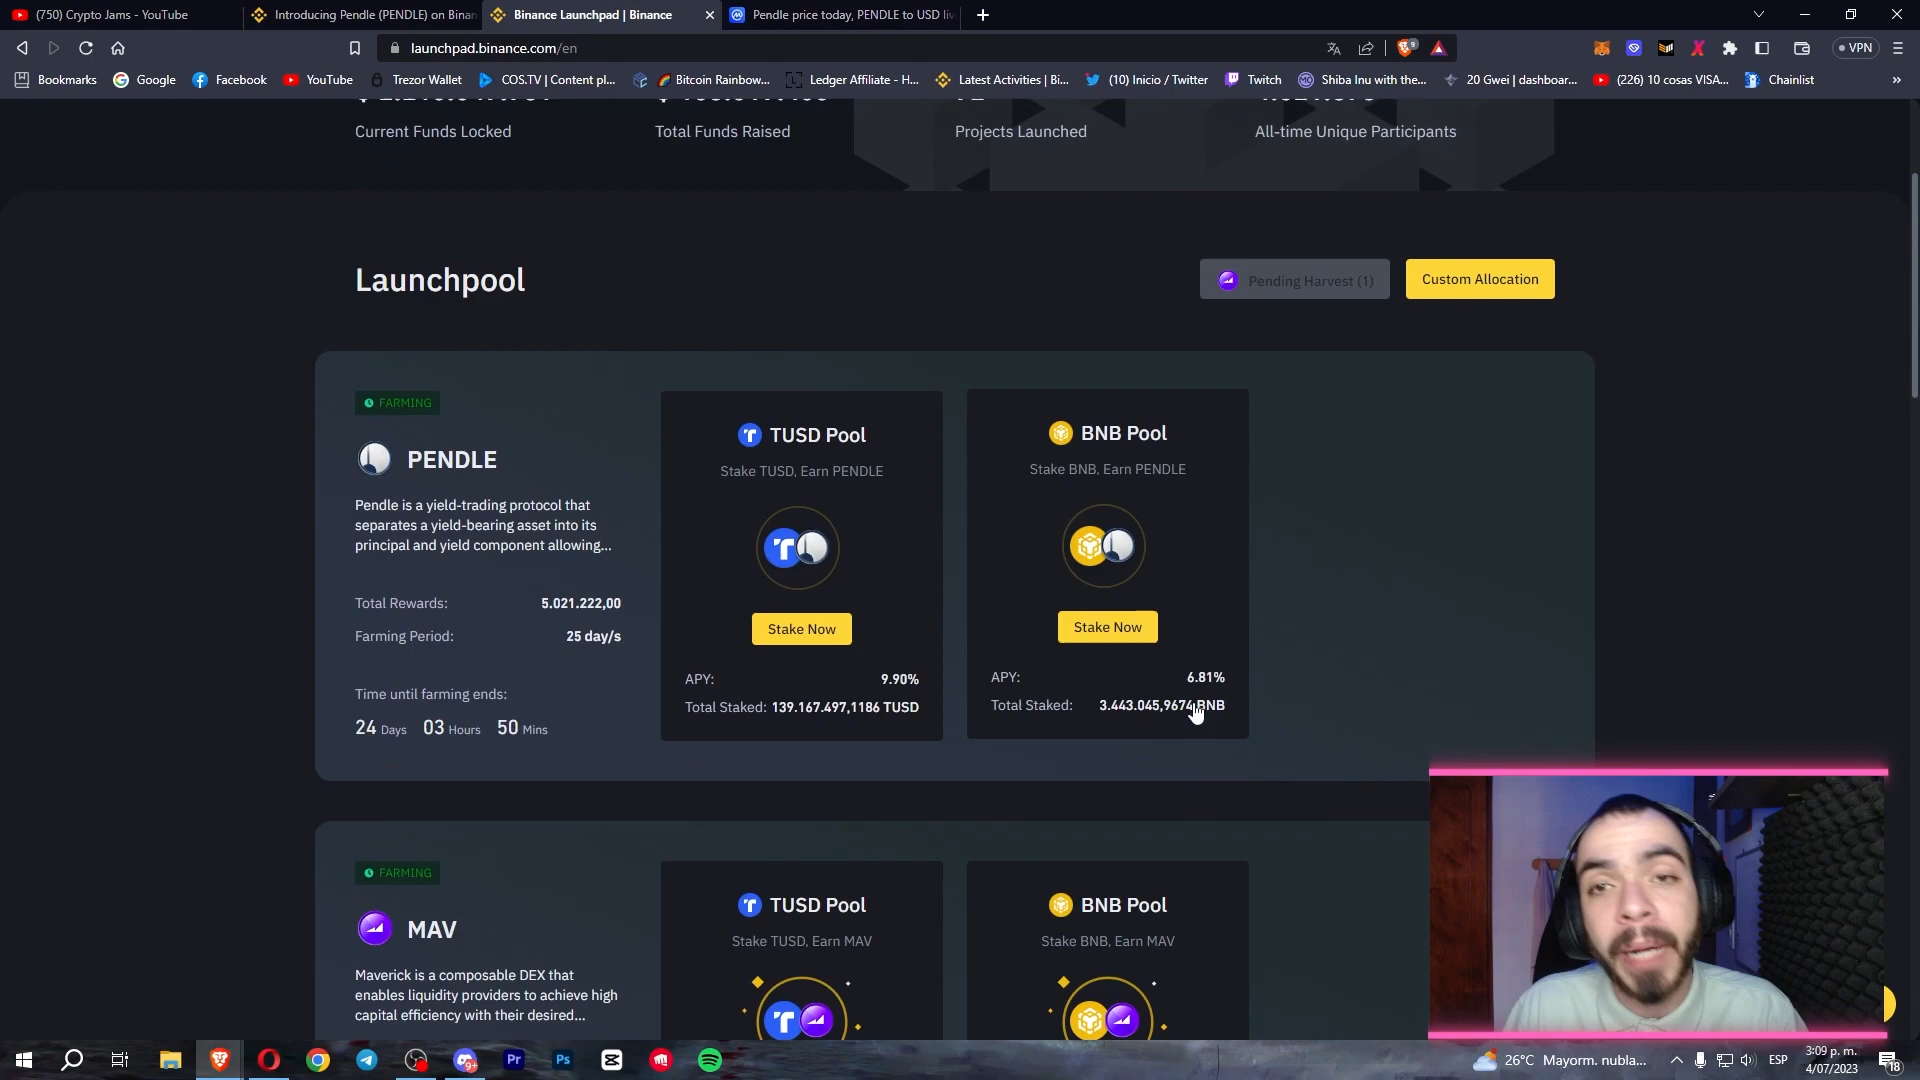 (750) Crypto Jams - YouTube
Introducing Pendle (PENDLE) on Binan
Binance Launchpad | Binance
Pendle price today, PENDLE to USD liv
launchpad.binance.com/en
VPN
Bookmarks
Google
Facebook
YouTube
Trezor Wallet
COS.TV | Content pl...
Bitcoin Rainbow...
Ledger Affiliate - H...
Latest Activities | Bi...
(10) Inicio / Twitter
Twitch
Shiba Inu with the...
20 Gwei | dashboar...
(226) 10 cosas VISA...
Chainlist
Current Funds Locked
Total Funds Raised
Projects Launched
All-time Unique Participants
Launchpool
Pending Harvest (1)
Custom Allocation
FARMING
PENDLE
Pendle is a yield-trading protocol that
separates a yield-bearing asset into its
principal and yield component allowing...
Total Rewards: 5.021.222,00
Farming Period: 25 day/s
Time until farming ends:
24 Days 03 Hours 50 Mins
TUSD Pool
Stake TUSD, Earn PENDLE
Stake Now
APY: 9.90%
Total Staked: 139.167.497,1186 TUSD
BNB Pool
Stake BNB, Earn PENDLE
Stake Now
APY: 6.81%
Total Staked: 3.443.045,9674 BNB
FARMING
MAV
Maverick is a composable DEX that
enables liquidity providers to achieve high
capital efficiency with their desired...
TUSD Pool
Stake TUSD, Earn MAV
BNB Pool
Stake BNB, Earn MAV
26°C Mayorm. nubla...
ESP
3:09 p. m.
4/07/2023
18